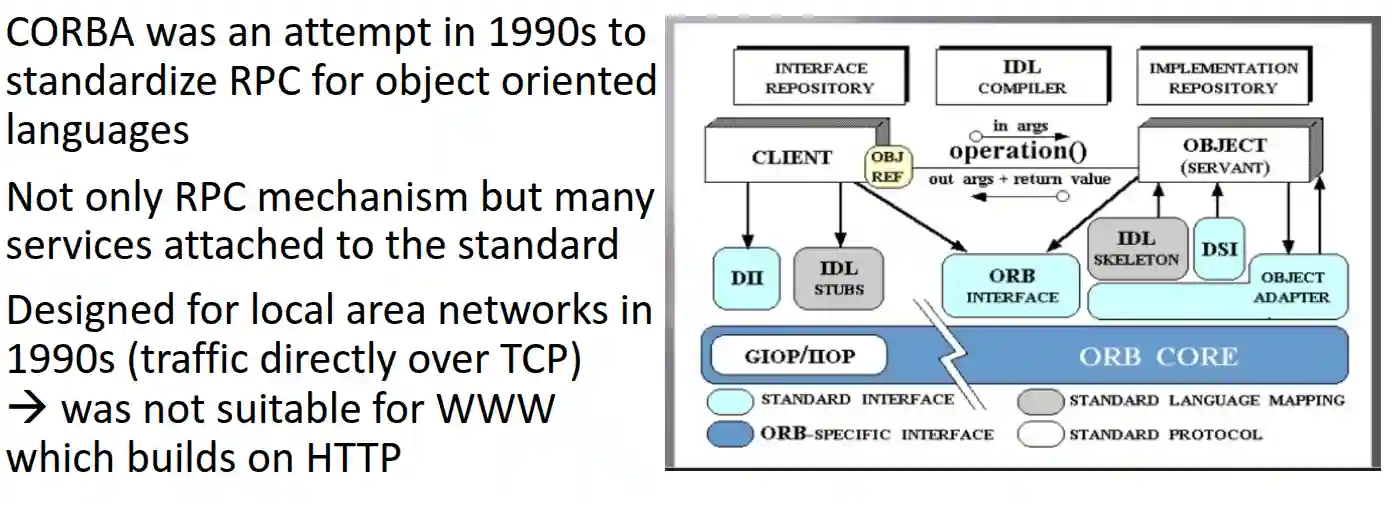 CORBA was an attempt in 1990s to
standardize RPC for object oriented
languages
Not only RPC mechanism but many
services attached to the standard
Designed for local area networks in
1990s (traffic directly over TCP)
→ was not suitable for WWW
which builds on HTTP
INTERFACE
REPOSITORY
IDL
COMPILER
IMPLEMENTATION
REPOSITORY
CLIENT
OBJ
REF
in args
operation()
out args + return value
OBJECT
(SERVANT)
DII
IDL
STUBS
ORB
INTERFACE
IDL
SKELETON
DSI
OBJECT
ADAPTER
GIOP/IIOP
ORB CORE
STANDARD INTERFACE
STANDARD LANGUAGE MAPPING
ORB-SPECIFIC INTERFACE
STANDARD PROTOCOL